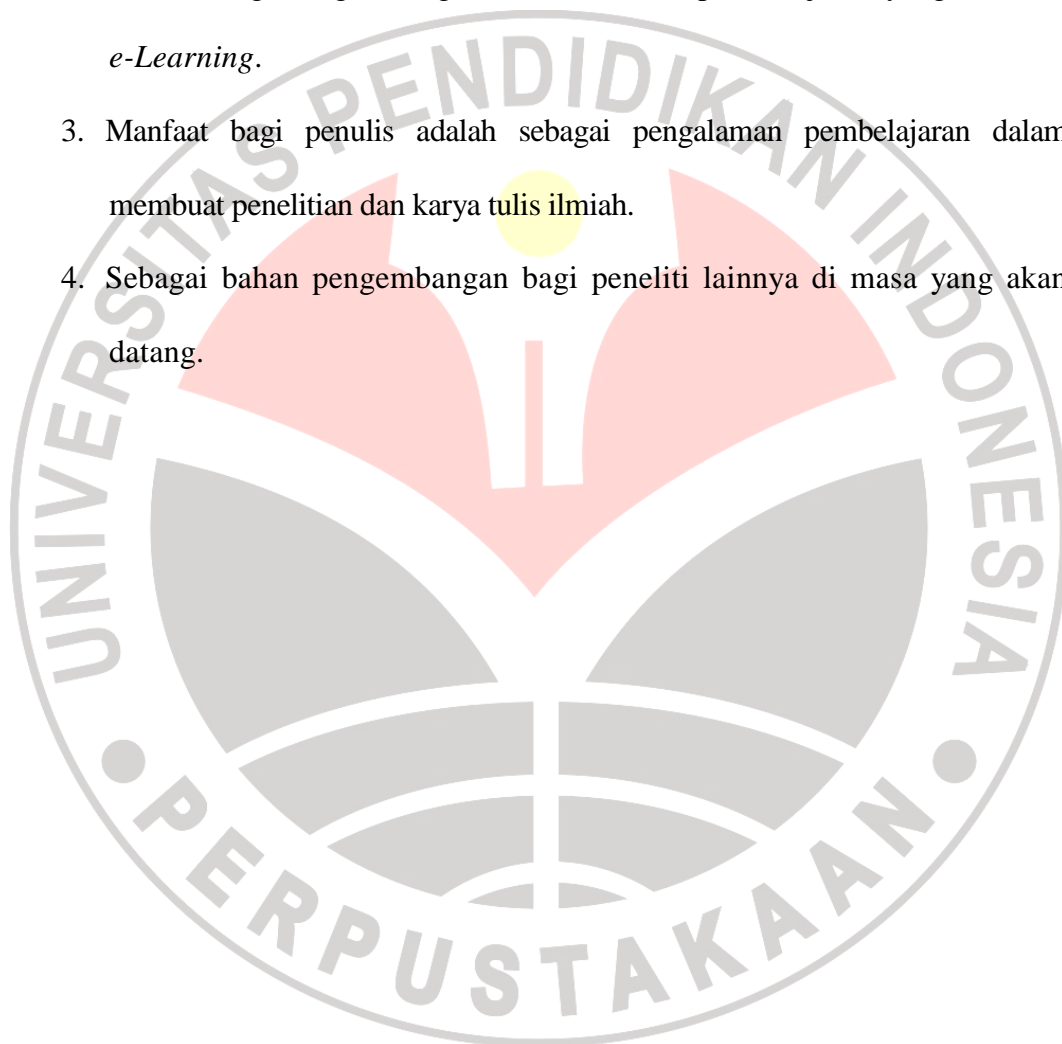 e-Learning.
3. Manfaat bagi penulis adalah sebagai pengalaman pembelajaran dalam
membuat penelitian dan karya tulis ilmiah.
4. Sebagai bahan pengembangan bagi peneliti lainnya di masa yang akan
datang.
UNIVERSITAS PENDIDIKAN INDONESIA
PERPUSTAKAAN